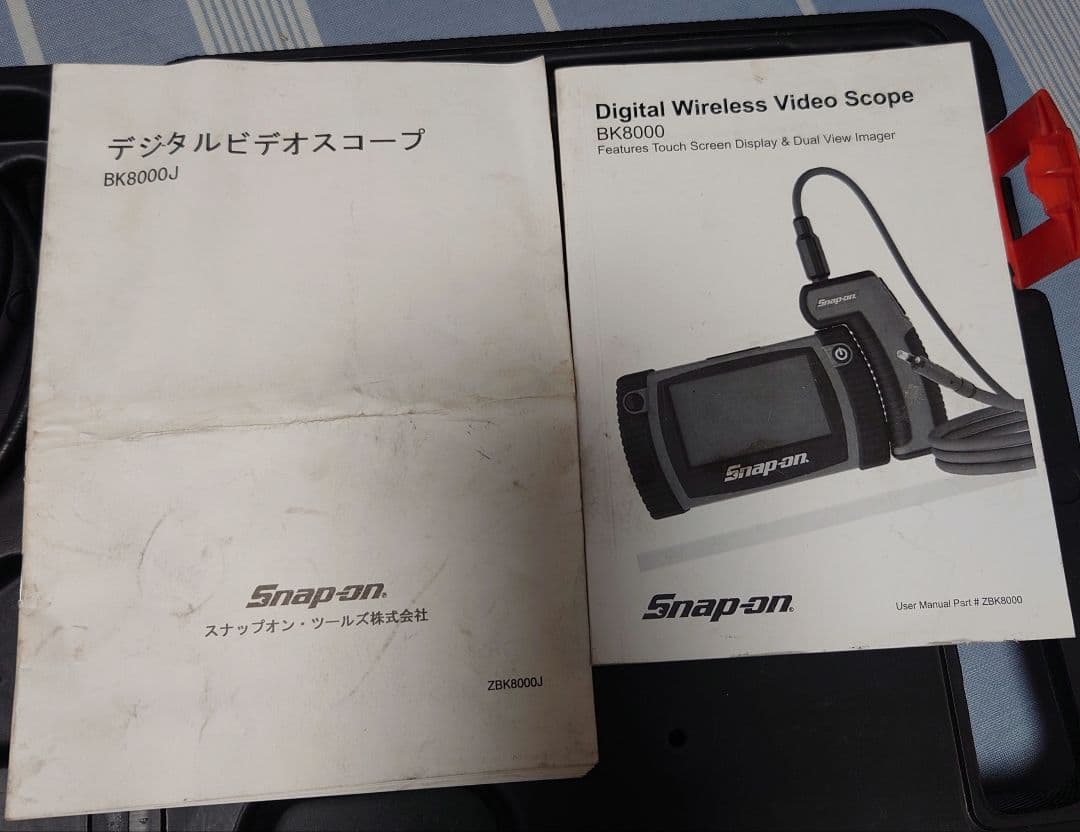 デジタルビデオスコープ
BK8000J
Snap-on®
スナップオン・ツールズ株式会社
ZBK8000J
Digital Wireless Video Scope
BK8000
Features Touch Screen Display & Dual View Imager
Snap-on
Snap-on®
Snap-on®
User Manual Part # ZBK8000